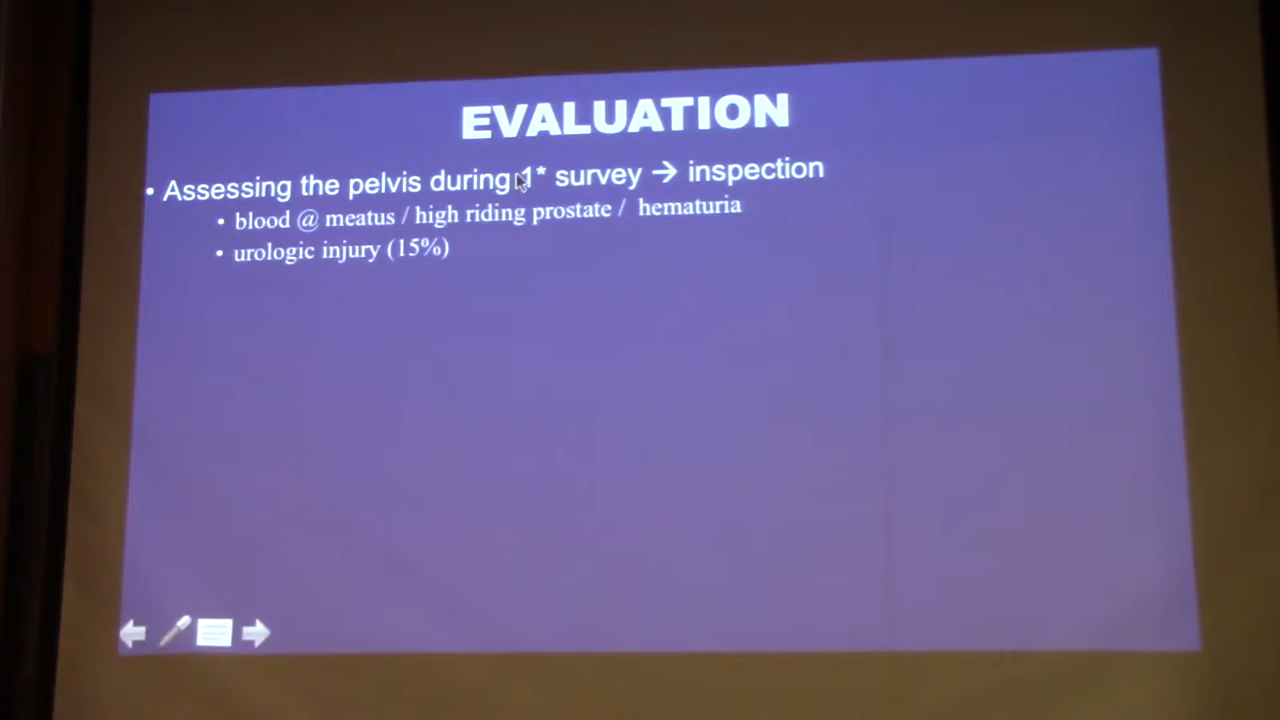 EVALUATION
• Assessing the pelvis during 1* survey → inspection
• blood @ meatus / high riding prostate / hematuria
• urologic injury (15%)